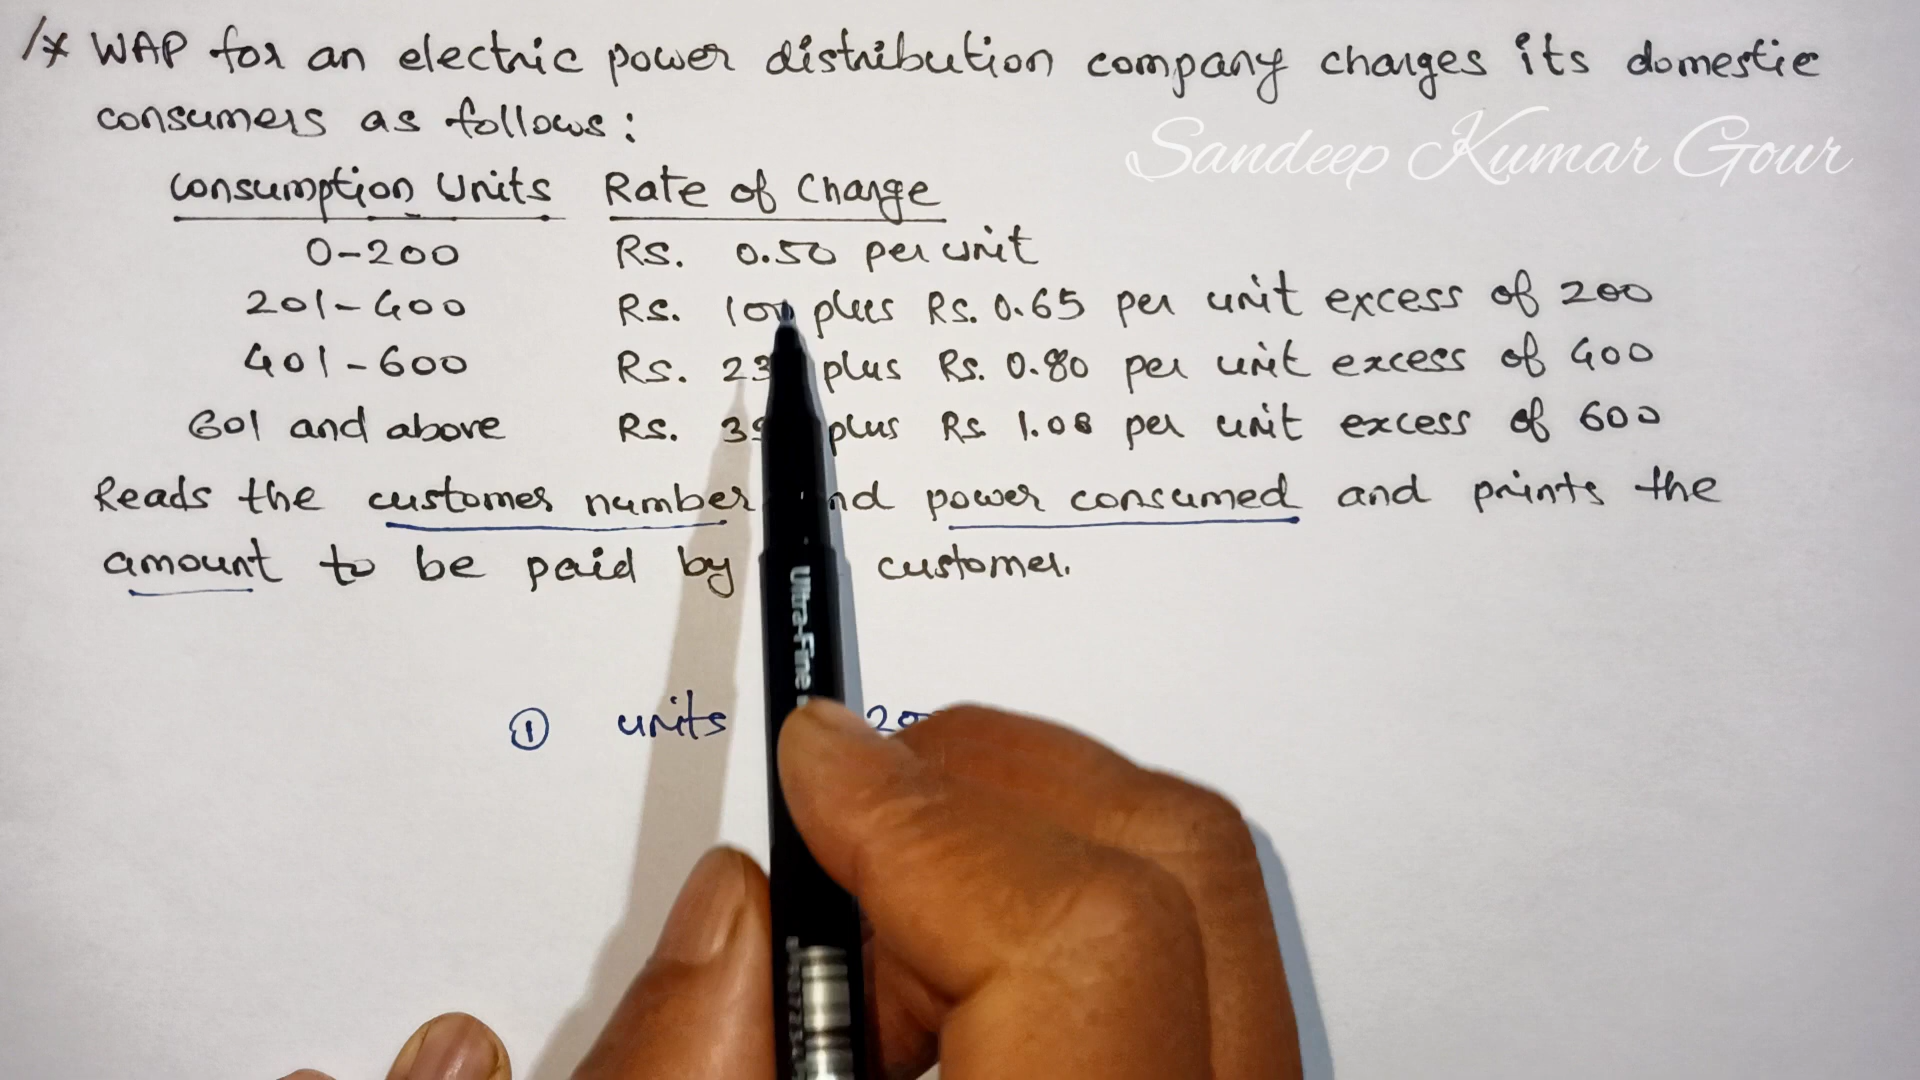 /* WAP for an electric power distribution company charges its domestic
consumers as follows:
Sandeep Kumar Gour
Consumption Units Rate of Charge
0-200 Rs. 0.50 per unit
201-400 Rs. 100 plus Rs. 0.65 per unit excess of 200
401-600 Rs. plus Rs. 0.80 per unit excess of 400
601 and above Rs. plus Rs 1.08 per unit excess of 600
Reads the customer number power consumed and prints the
amount to be paid by customer.
Ultra-Fine
① units